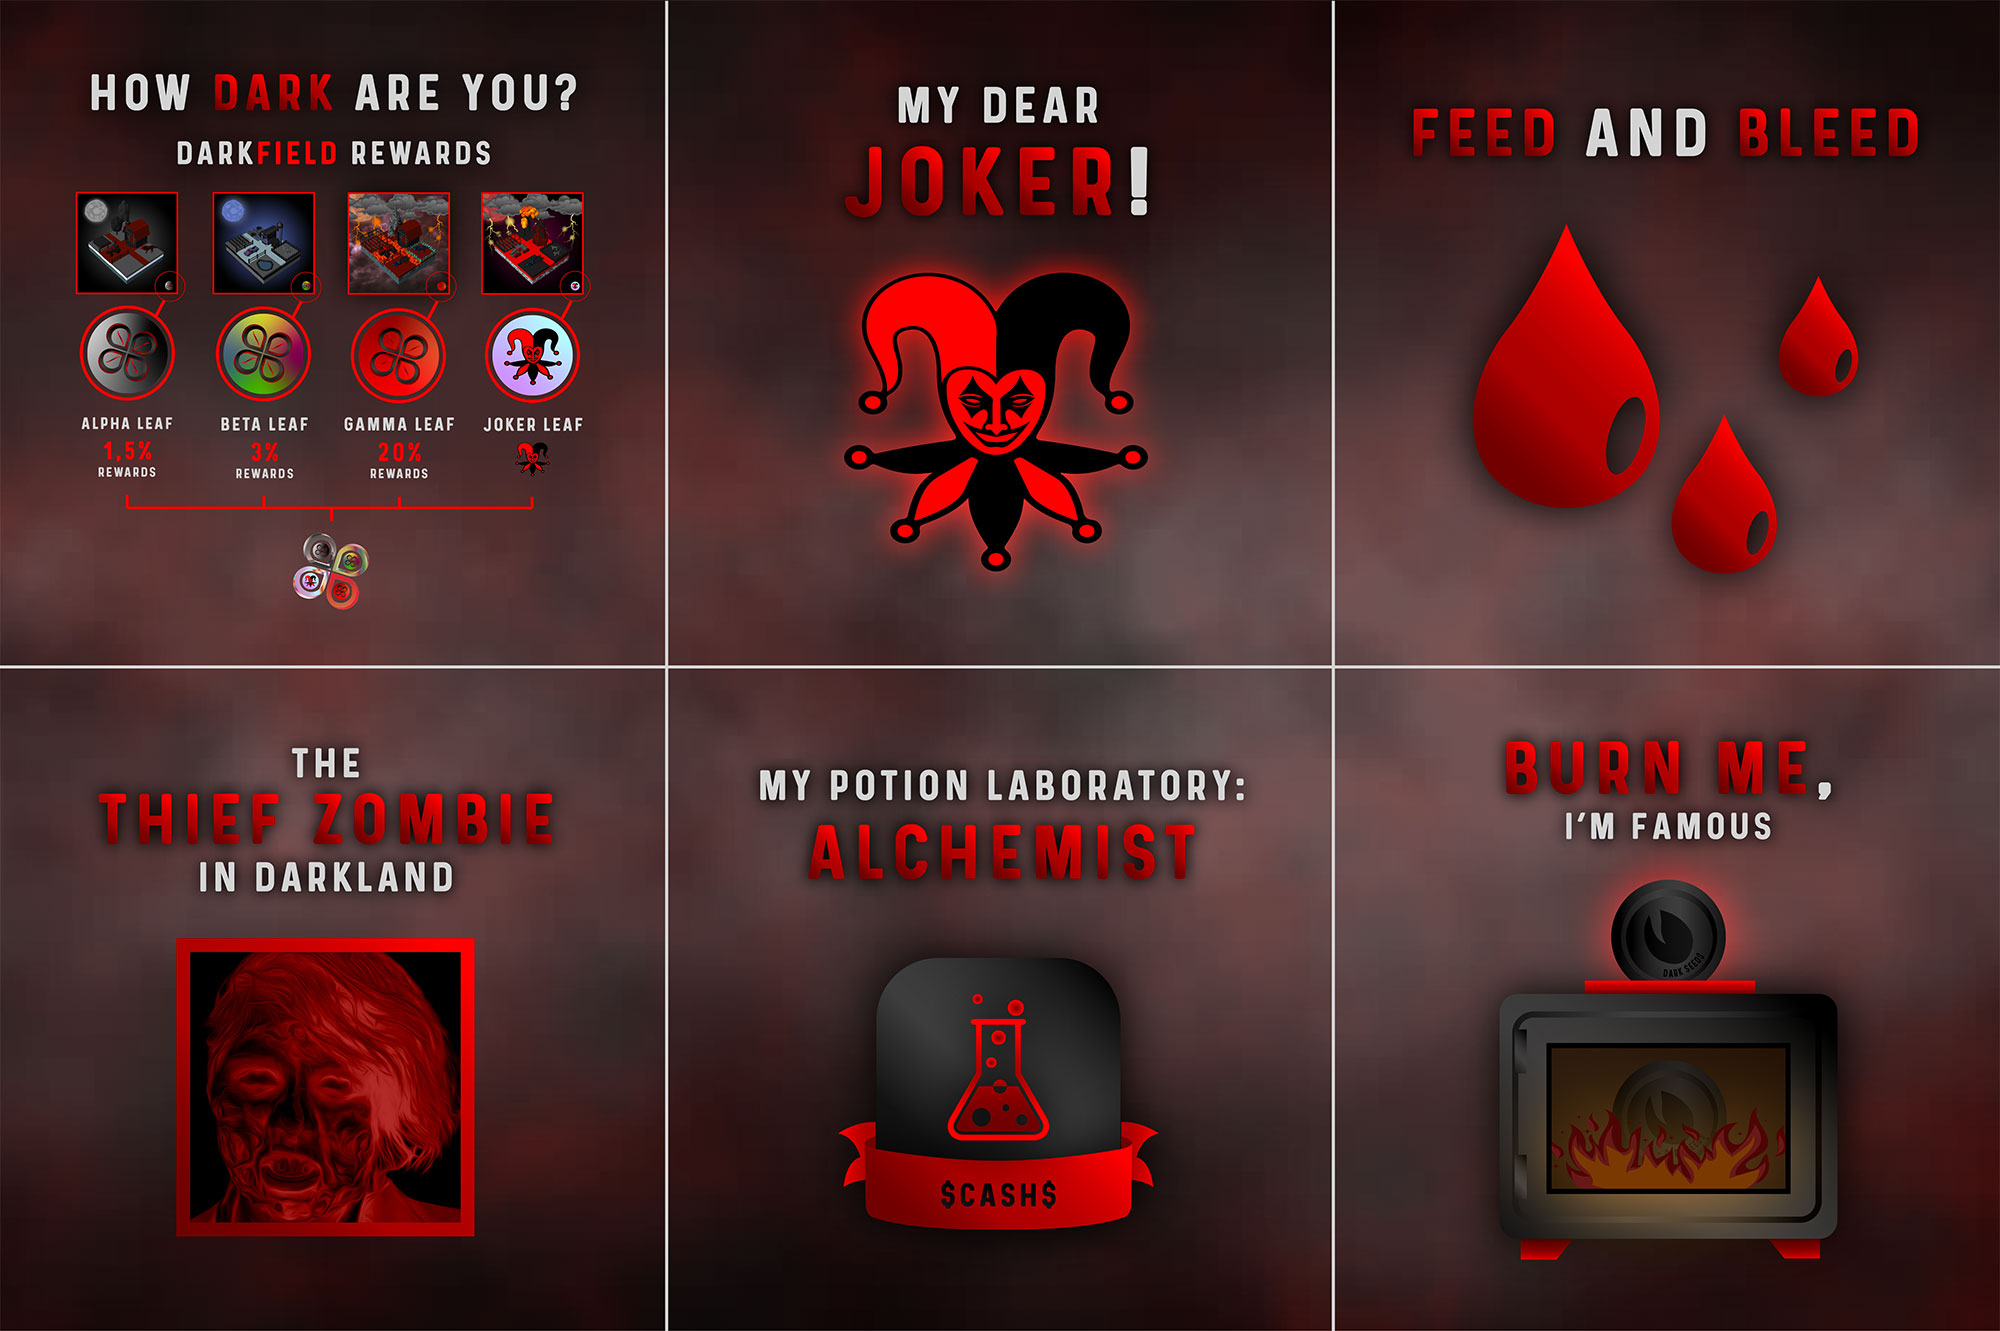 HOW DARK ARE YOU?
DARKFIELD REWARDS
ALPHA LEAF
1,5%
REWARDS
BETA LEAF
3%
REWARDS
GAMMA LEAF
20%
REWARDS
JOKER LEAF
MY DEAR
JOKER!
FEED AND BLEED
THE
THIEF ZOMBIE
IN DARKLAND
MY POTION LABORATORY:
ALCHEMIST
$CASH$
BURN ME,
I'M FAMOUS
DARK $EED$